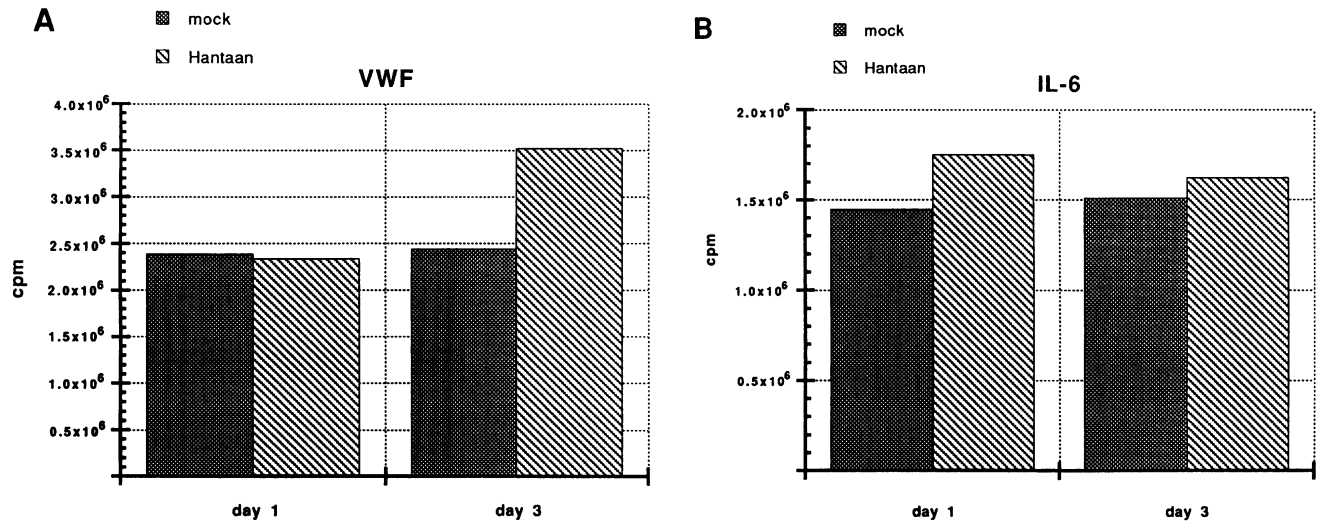 A
mock
Hantaan
VWF
4.0x10⁶
3.5x10⁶
3.0x10⁶
2.5x10⁶
2.0x10⁶
1.5x10⁶
1.0x10⁶
0.5x10⁶
cpm
day 1
day 3
B
mock
Hantaan
IL-6
2.0x10⁶
1.5x10⁶
1.0x10⁶
0.5x10⁶
cpm
day 1
day 3